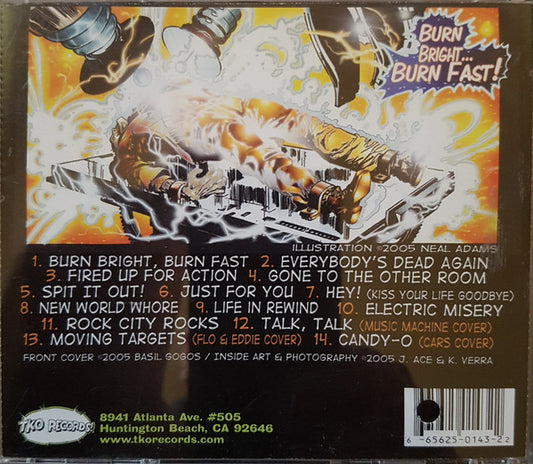 BURN
BRIGHT...
BURN FAST!
ILLUSTRATION ©2005 NEAL ADAMS
1. BURN BRIGHT, BURN FAST 2. EVERYBODY'S DEAD AGAIN
3. FIRED UP FOR ACTION 4. GONE TO THE OTHER ROOM
5. SPIT IT OUT! 6. JUST FOR YOU 7. HEY! (KISS YOUR LIFE GOODBYE)
8. NEW WORLD WHORE 9. LIFE IN REWIND 10. ELECTRIC MISERY
11. ROCK CITY ROCKS 12. TALK, TALK (MUSIC MACHINE COVER)
13. MOVING TARGETS (FLO & EDDIE COVER) 14. CANDY-O (CARS COVER)
FRONT COVER ©2005 BASIL GOGOS / INSIDE ART & PHOTOGRAPHY ©2005 J. ACE & K. VERRA
TKO RECORDS!
8941 Atlanta Ave. #505
Huntington Beach, CA 92646
www.tkorecords.com
6 65625-0143-2 2